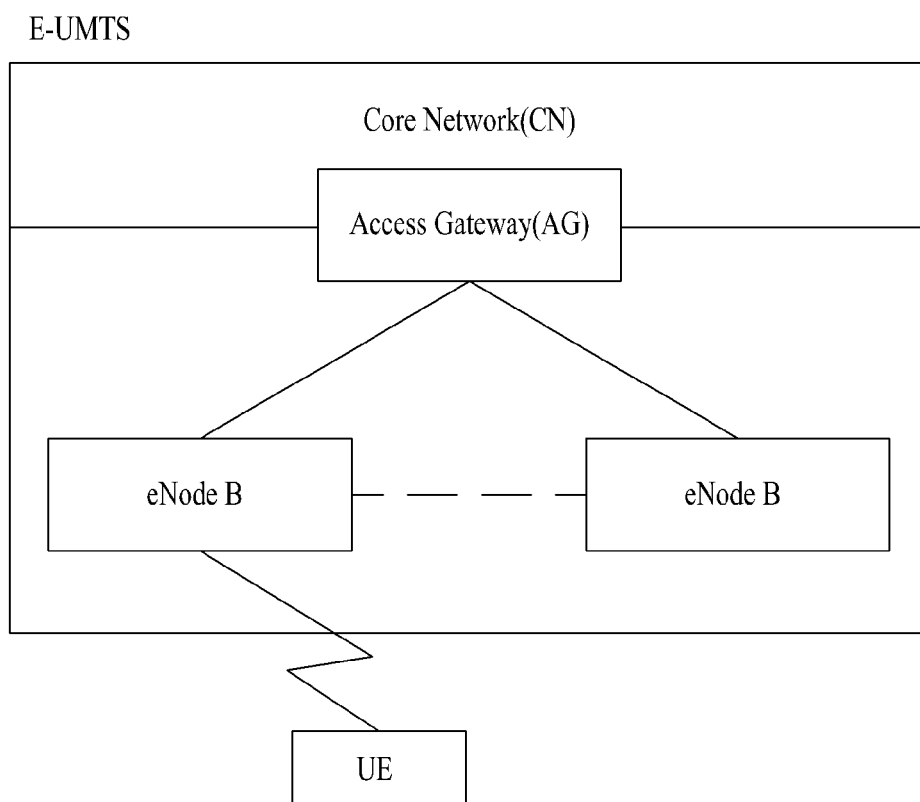 E-UMTS
Core Network(CN)
Access Gateway(AG)
eNode B
eNode B
UE